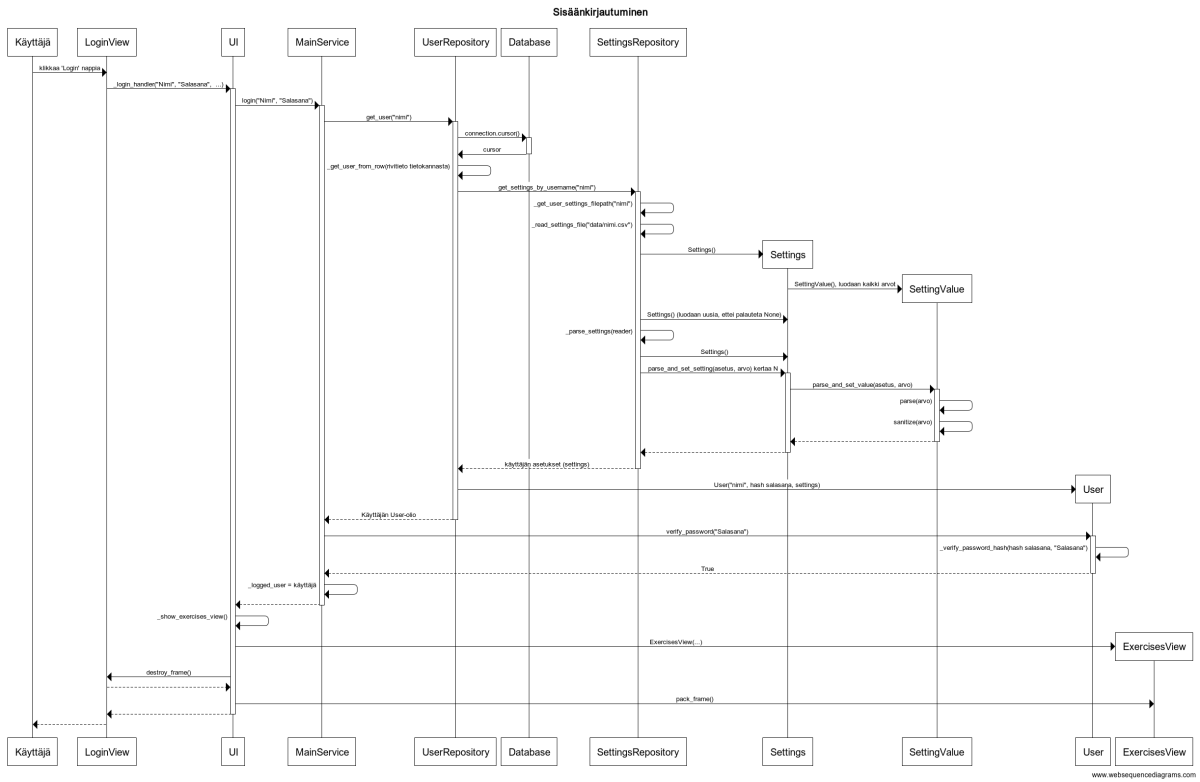 Sisäänkirjautuminen
Käyttäjä LoginView UI MainService UserRepository Database SettingsRepository
klikkaa 'Login' nappia
_login_handler("Nimi", "Salasana", ...)
login("Nimi", "Salasana")
get_user("nimi")
connection.cursor()
cursor
_get_user_from_row(rivitieto tietokannasta)
get_settings_by_username("nimi")
_get_user_settings_filepath("nimi")
_read_settings_file("data/nimi.csv")
Settings()
Settings
SettingValue(), luodaan kaikki arvot
SettingValue
Settings() (luodaan uusia, ettei palauteta None)
_parse_settings(reader)
Settings()
parse_and_set_setting(asetus, arvo) kertaa N
parse_and_set_value(asetus, arvo)
parse(arvo)
sanitize(arvo)
käyttäjän asetukset (settings)
User("nimi", hash salasana, settings)
User
Käyttäjän User-olio
verify_password("Salasana")
_verify_password_hash(hash salasana, "Salasana")
True
_logged_user = käyttäjä
_show_exercises_view()
ExercisesView(...)
ExercisesView
destroy_frame()
pack_frame()
Käyttäjä LoginView UI MainService UserRepository Database SettingsRepository Settings SettingValue User ExercisesView
www.websequencediagrams.com